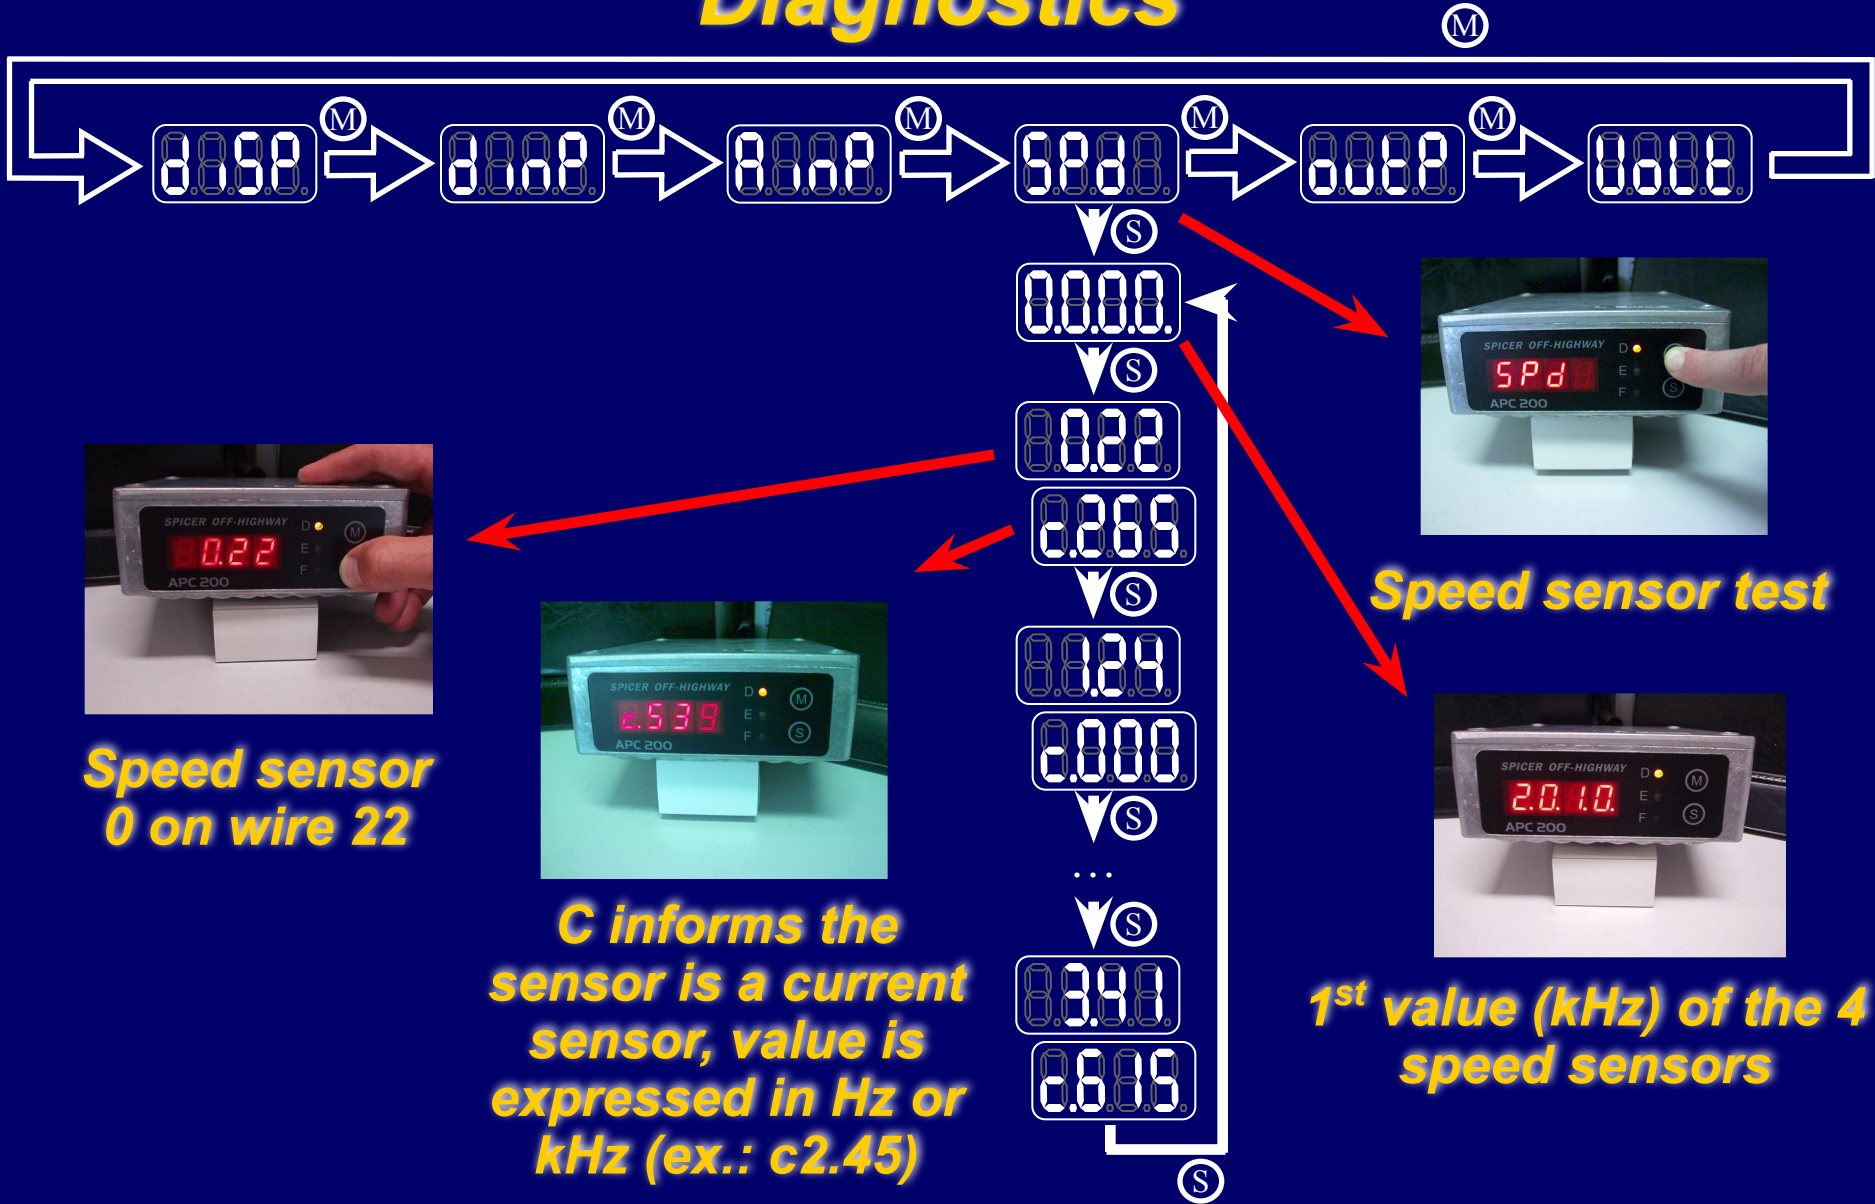 Diagnostics
M
M
M
M
M
M
diSP
dinP
AinP
SPd
outP
VoLt
S
0.0.0.0.
S
0.22
c.265
S
1.24
c.000
S
...
S
3.41
c.615
S
SPICER OFF-HIGHWAY
SPd
D
E
F
S
APC 200
Speed sensor test
SPICER OFF-HIGHWAY
0.22
D
E
F
M
APC 200
Speed sensor
0 on wire 22
SPICER OFF-HIGHWAY
c.539
D
E
F
M
S
APC 200
C informs the
sensor is a current
sensor, value is
expressed in Hz or
kHz (ex.: c2.45)
SPICER OFF-HIGHWAY
2.0.1.0.
D
E
F
M
S
APC 200
1st value (kHz) of the 4
speed sensors